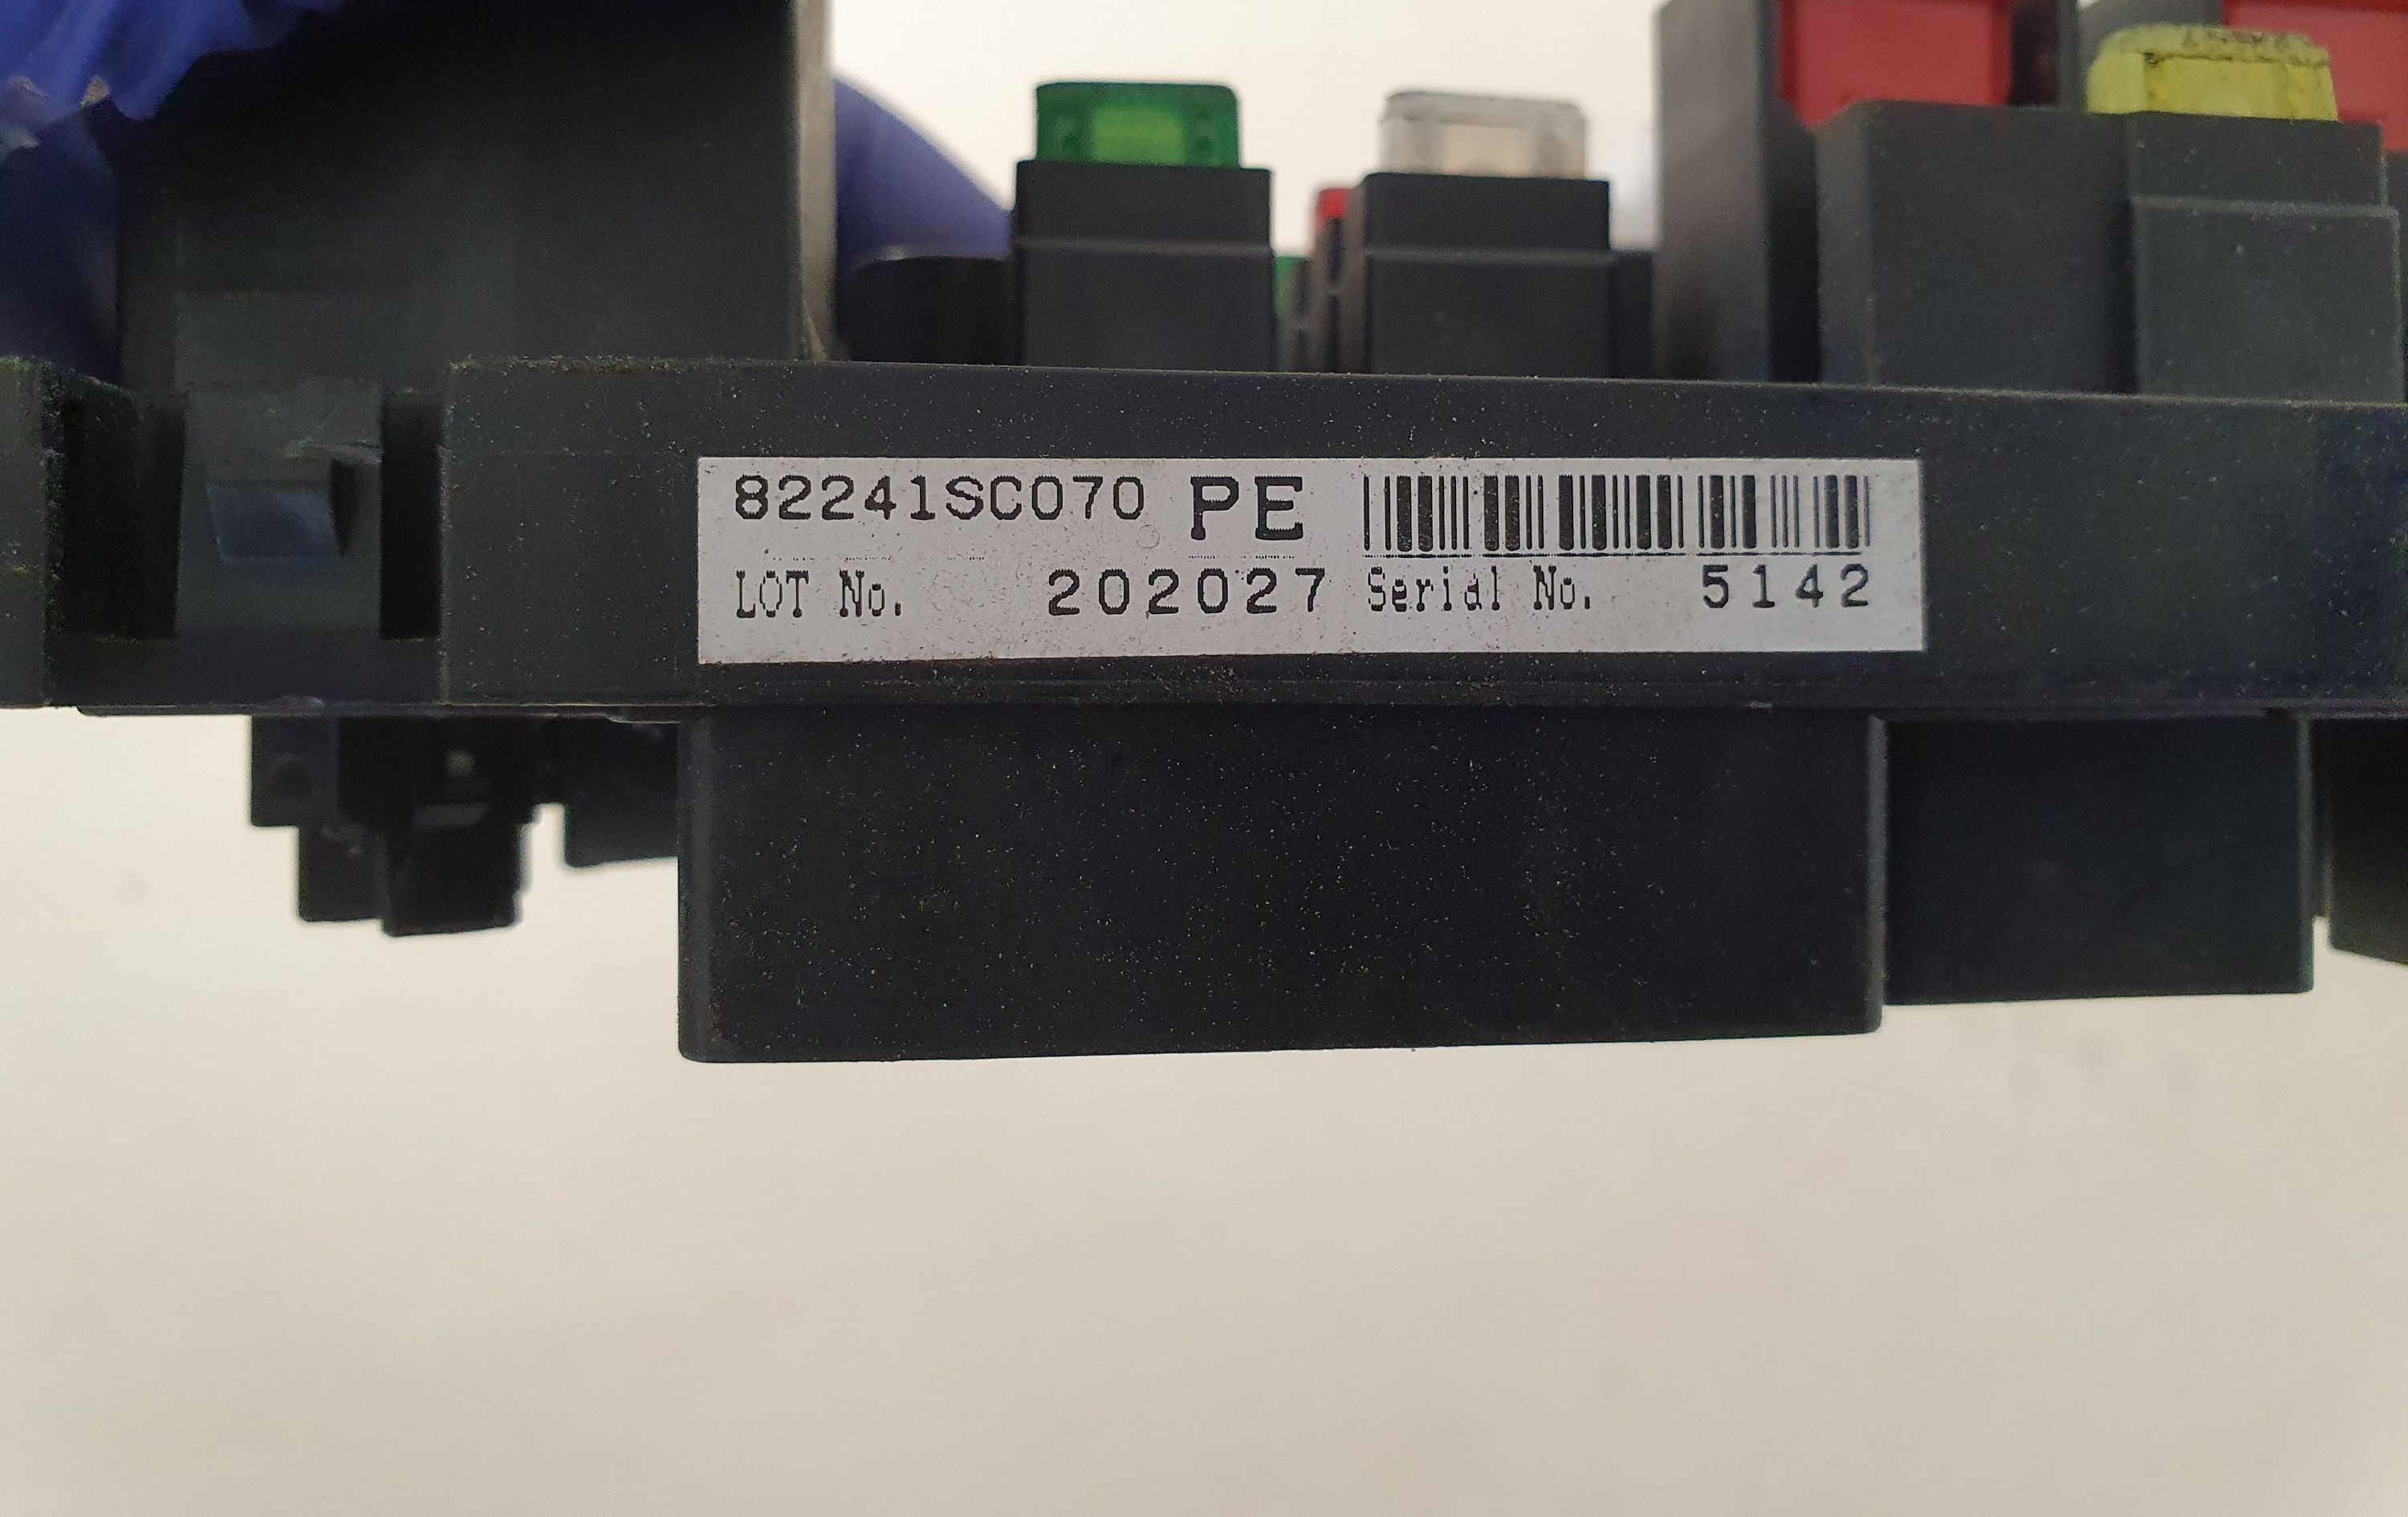 82241SC070 PE
LOT No. 202027 Serial No. 5142